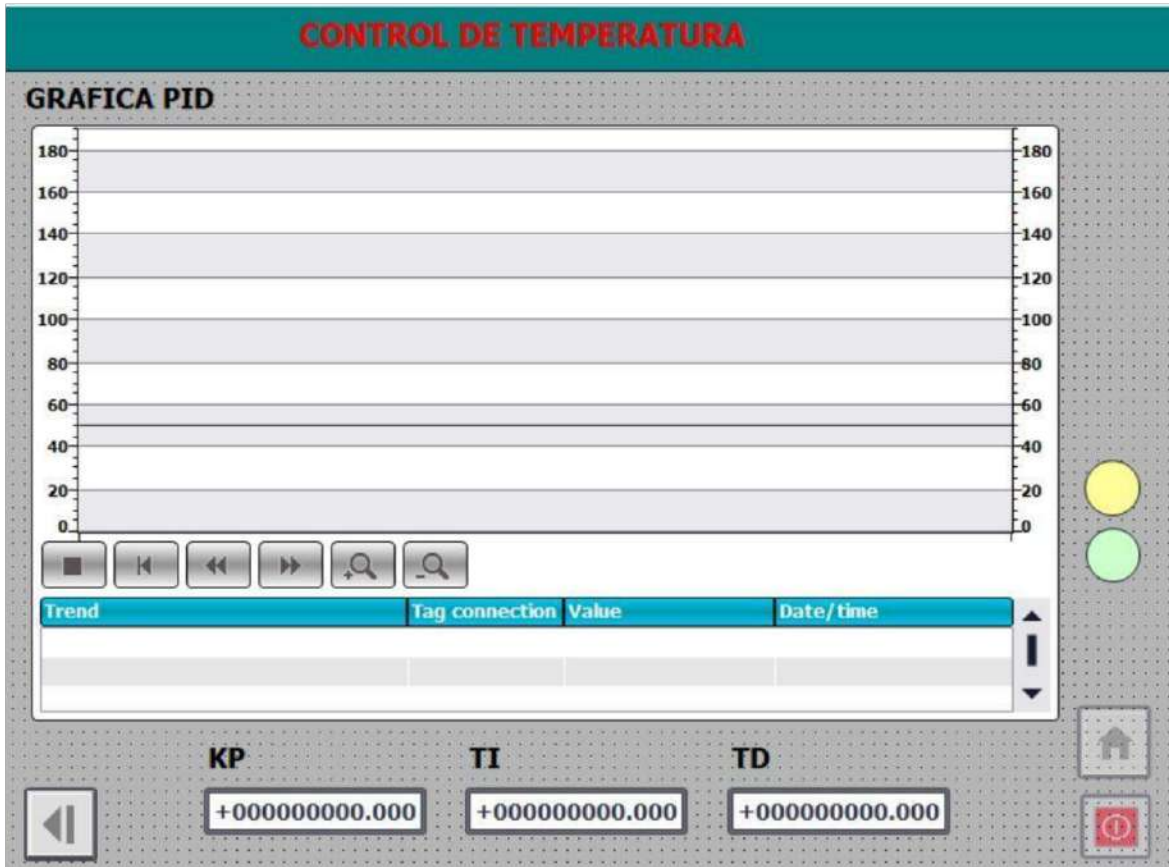 CONTROL DE TEMPERATURA
GRAFICA PID
180 180
160 160
140 140
120 120
100 100
80 80
60 60
40 40
20 20
0 0
Trend Tag connection Value Date/time
KP TI TD
+000000000.000 +000000000.000 +000000000.000